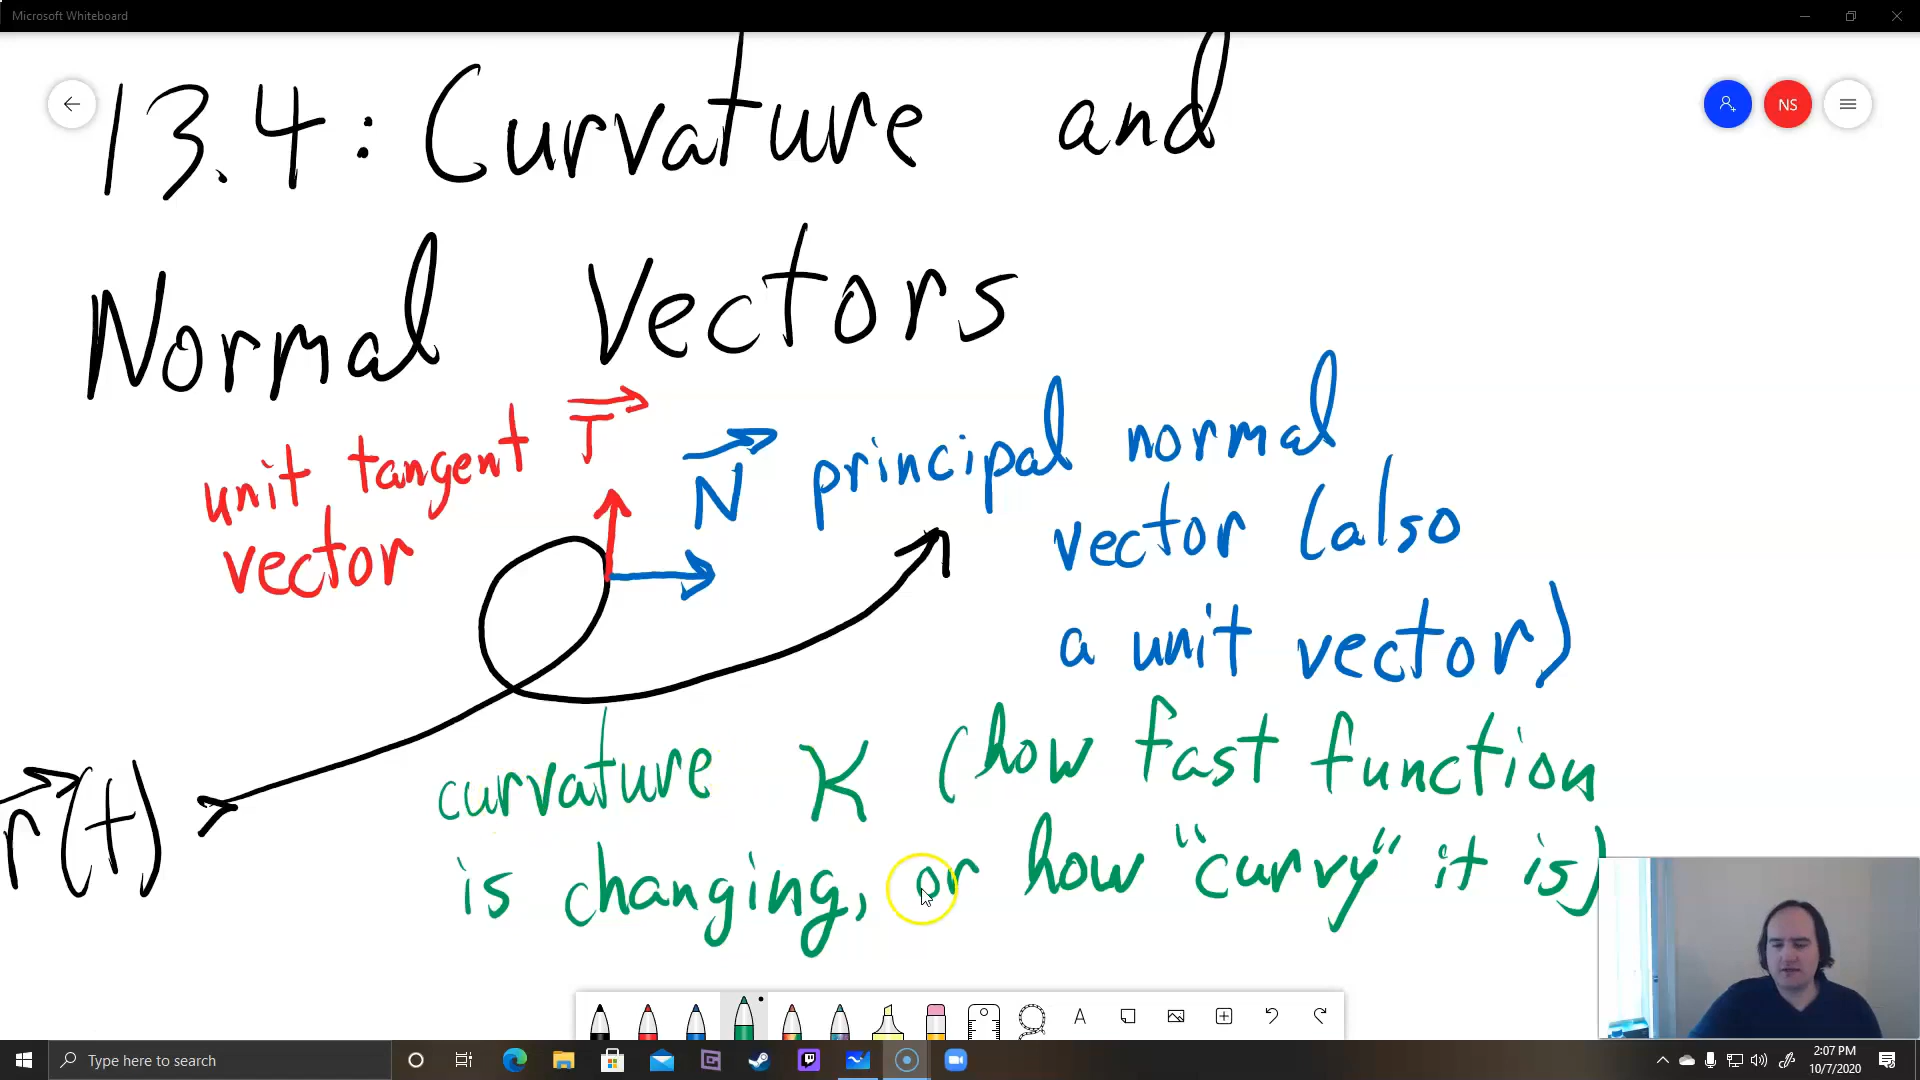 Microsoft Whiteboard
13.4: Curvature and
NS
Normal Vectors
unit tangent T
vector
N principal normal
vector (also
a unit vector)
r(t)
curvature K (how fast function
is changing, or how "curvy" it is)
A
Type here to search
2:07 PM
10/7/2020